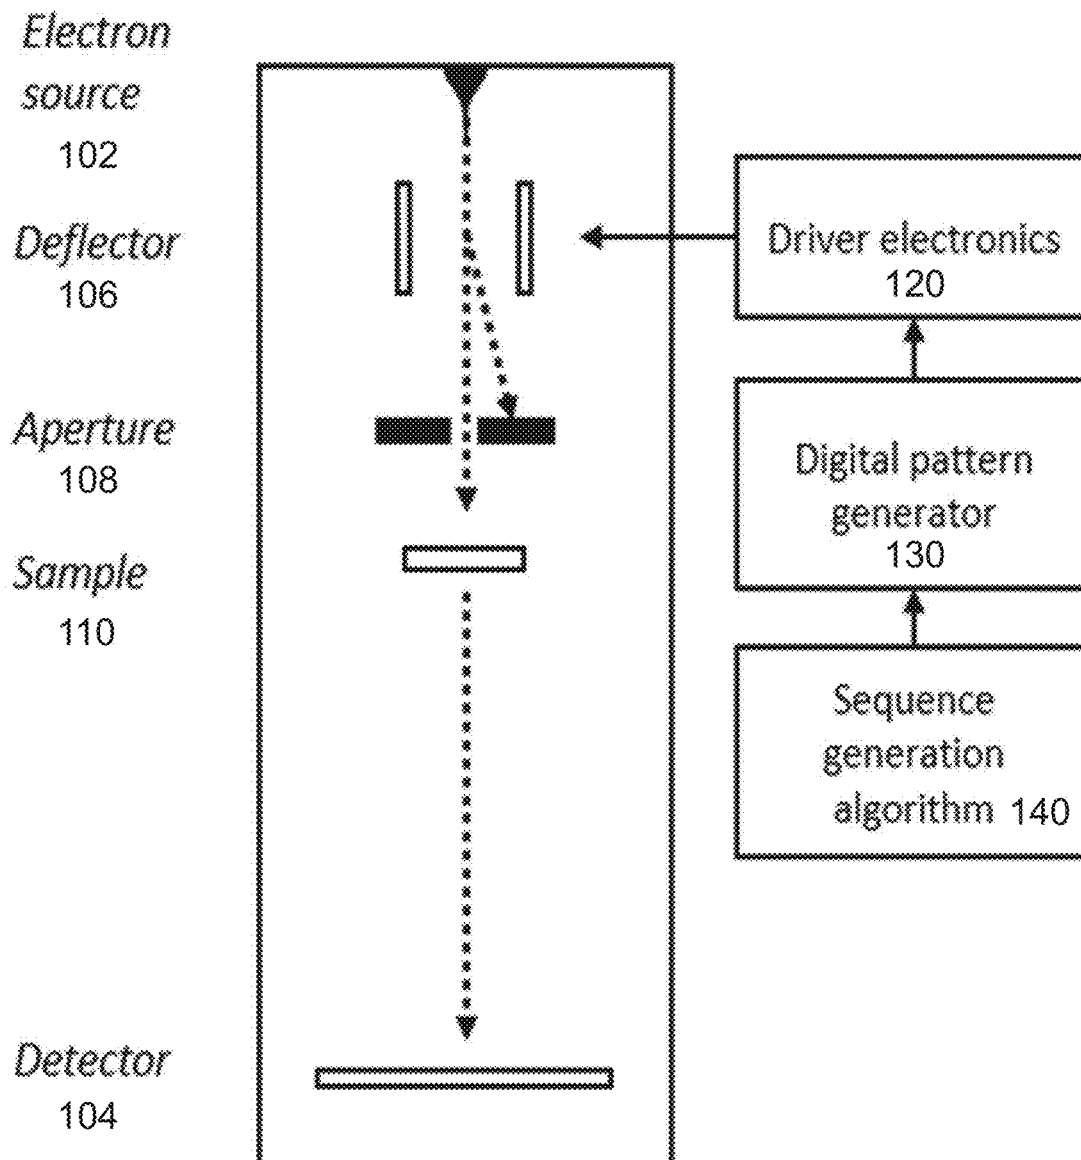 Electron
source
102
Deflector
106
Aperture
108
Sample
110
Detector
104
Driver electronics
120
Digital pattern
generator
130
Sequence
generation
algorithm 140